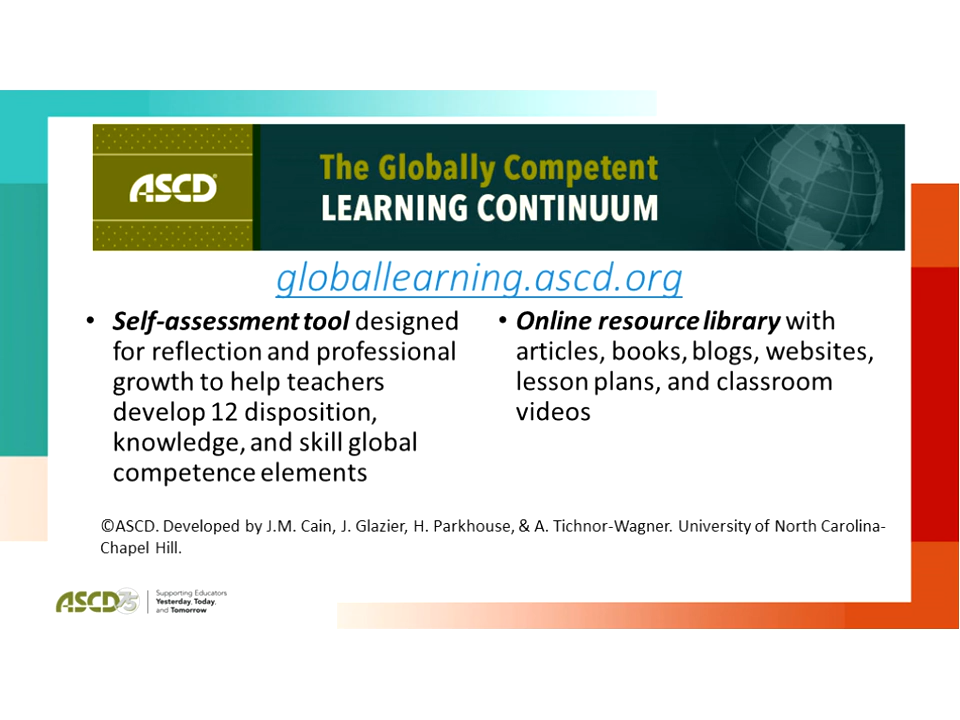 ASCD®
The Globally Competent
LEARNING CONTINUUM
globallearning.ascd.org
• Self-assessment tool designed
for reflection and professional
growth to help teachers
develop 12 disposition,
knowledge, and skill global
competence elements
• Online resource library with
articles, books, blogs, websites,
lesson plans, and classroom
videos
©ASCD. Developed by J.M. Cain, J. Glazier, H. Parkhouse, & A. Tichnor-Wagner. University of North Carolina-
Chapel Hill.
ASCD 75
Supporting Educators
Yesterday, Today,
and Tomorrow